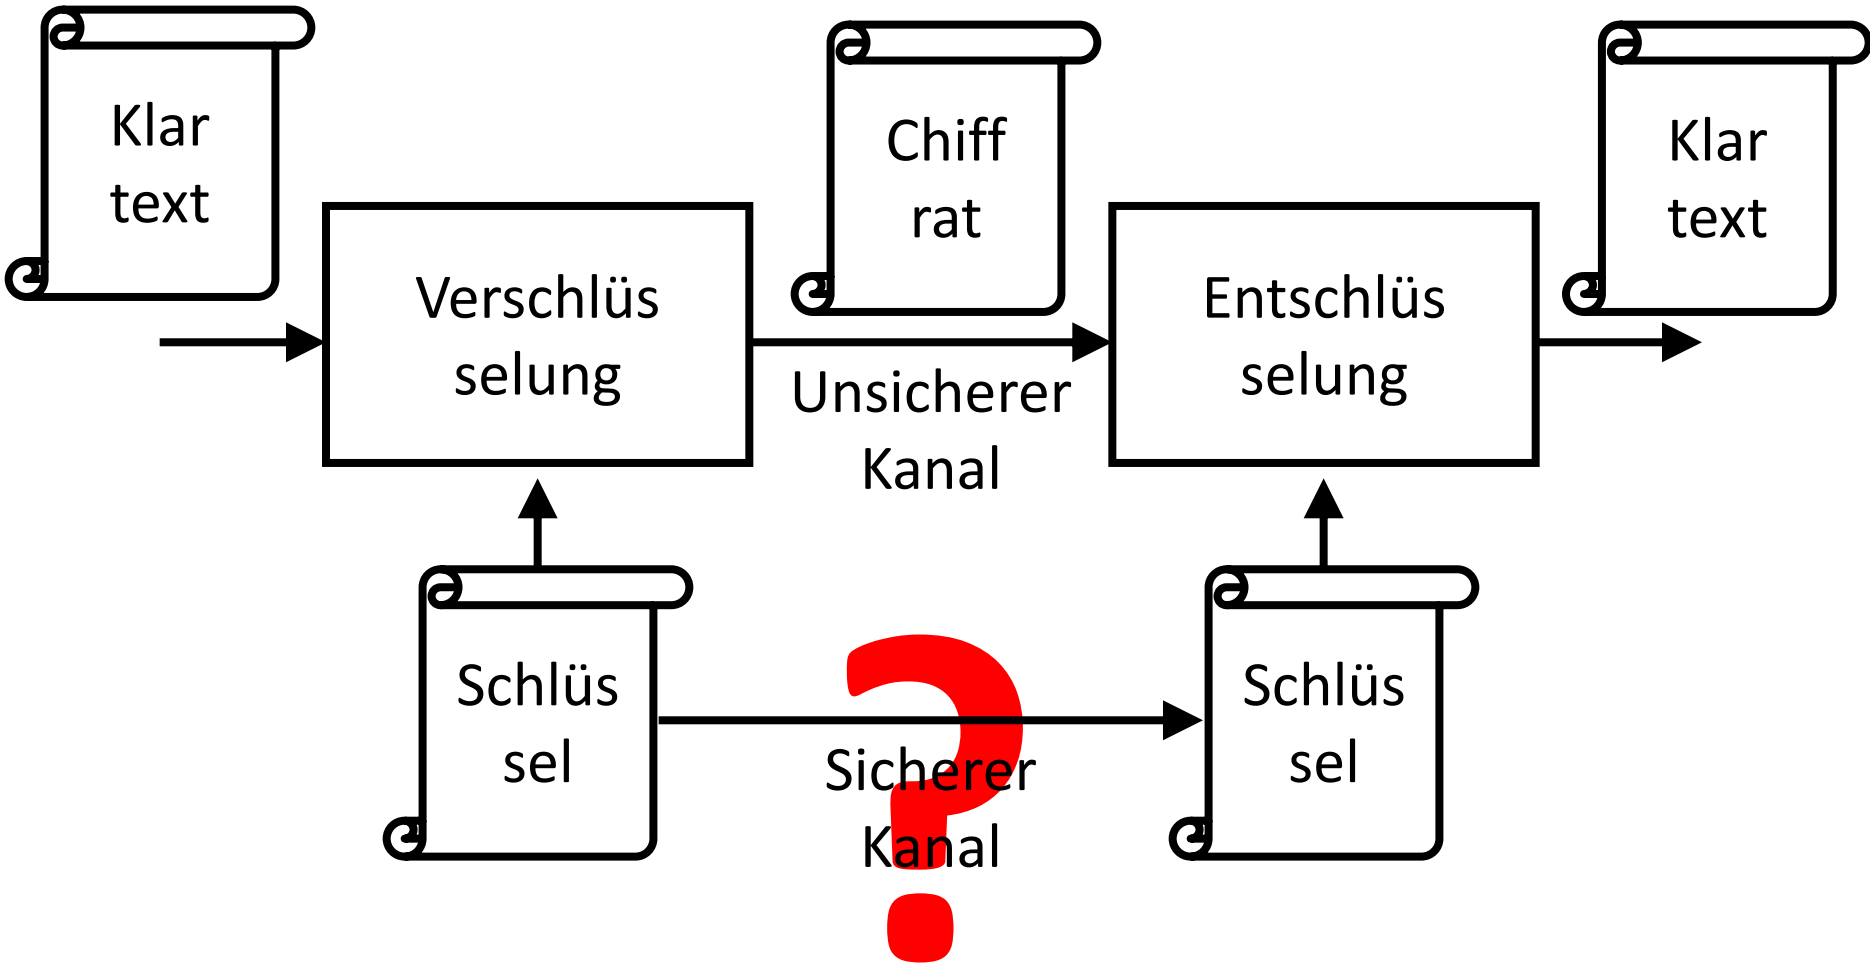 Klar
text
Verschlüs
selung
Chiff
rat
Unsicherer
Kanal
Entschlüs
selung
Klar
text
Schlüs
sel
?
Sicherer
Kanal
Schlüs
sel